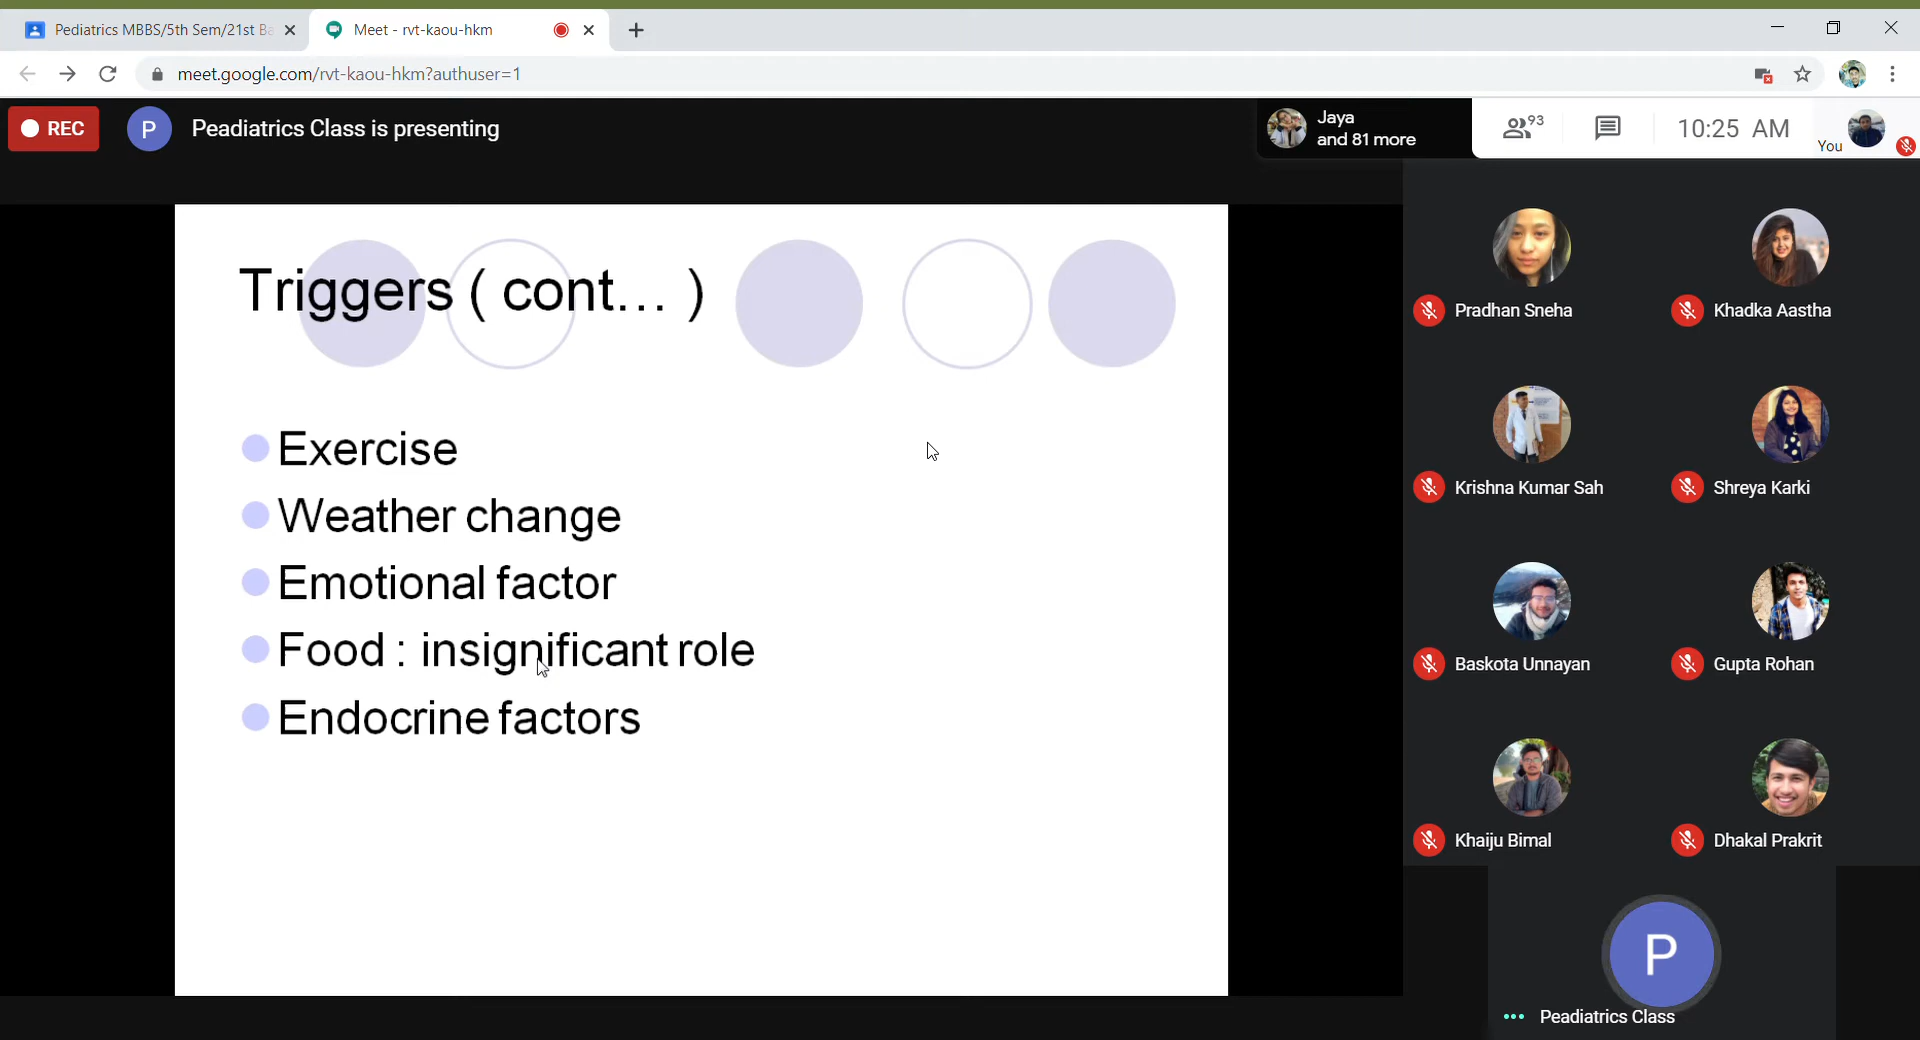 Pediatrics MBBS/5th Sem/21st Ba
Meet - rvt-kaou-hkm
meet.google.com/rvt-kaou-hkm?authuser=1
REC
P
Peadiatrics Class is presenting
Jaya
and 81 more
93
10:25 AM
You
Triggers ( cont... )
Exercise
Weather change
Emotional factor
Food : insignificant role
Endocrine factors
Pradhan Sneha
Khadka Aastha
Krishna Kumar Sah
Shreya Karki
Baskota Unnayan
Gupta Rohan
Khaiju Bimal
Dhakal Prakrit
P
Peadiatrics Class